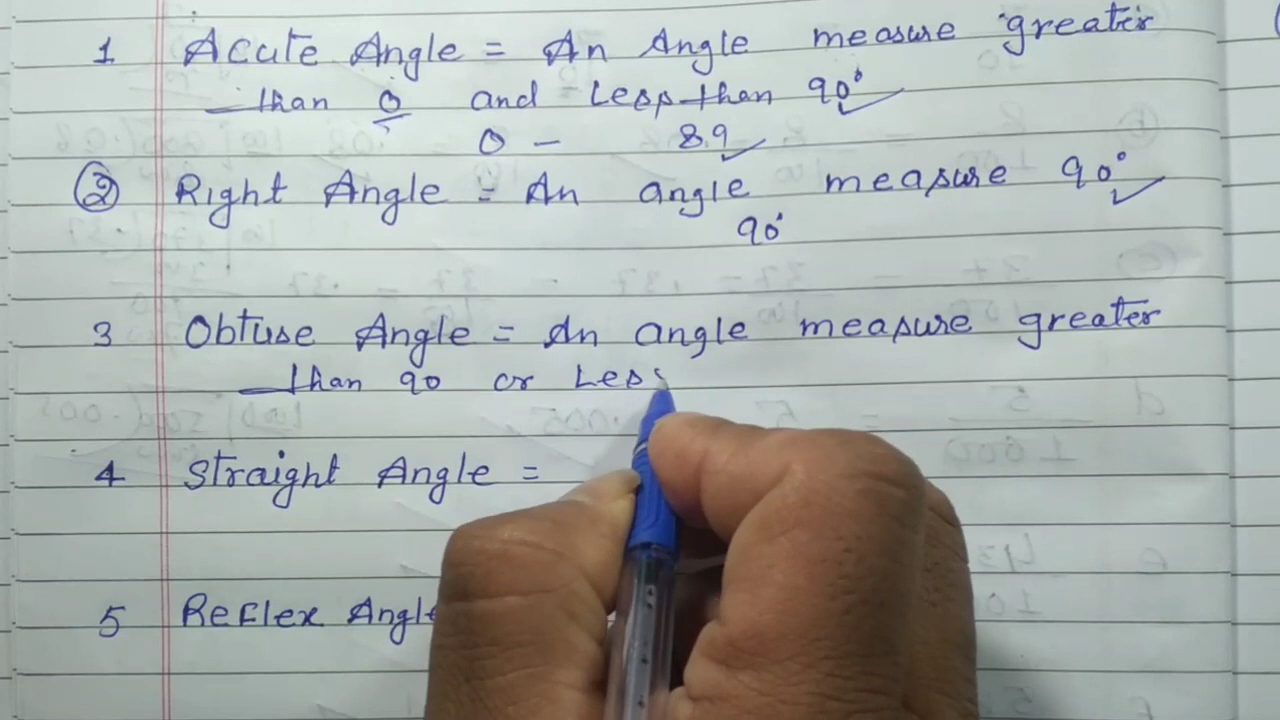 1 Acute Angle = An Angle measure greater
than 0 and Less than 90°
0 - 89
2 Right Angle = An angle measure 90°
90°
3 Obtuse Angle = An angle measure greater
than 90 or Les
4 Straight Angle =
5 Reflex Angle